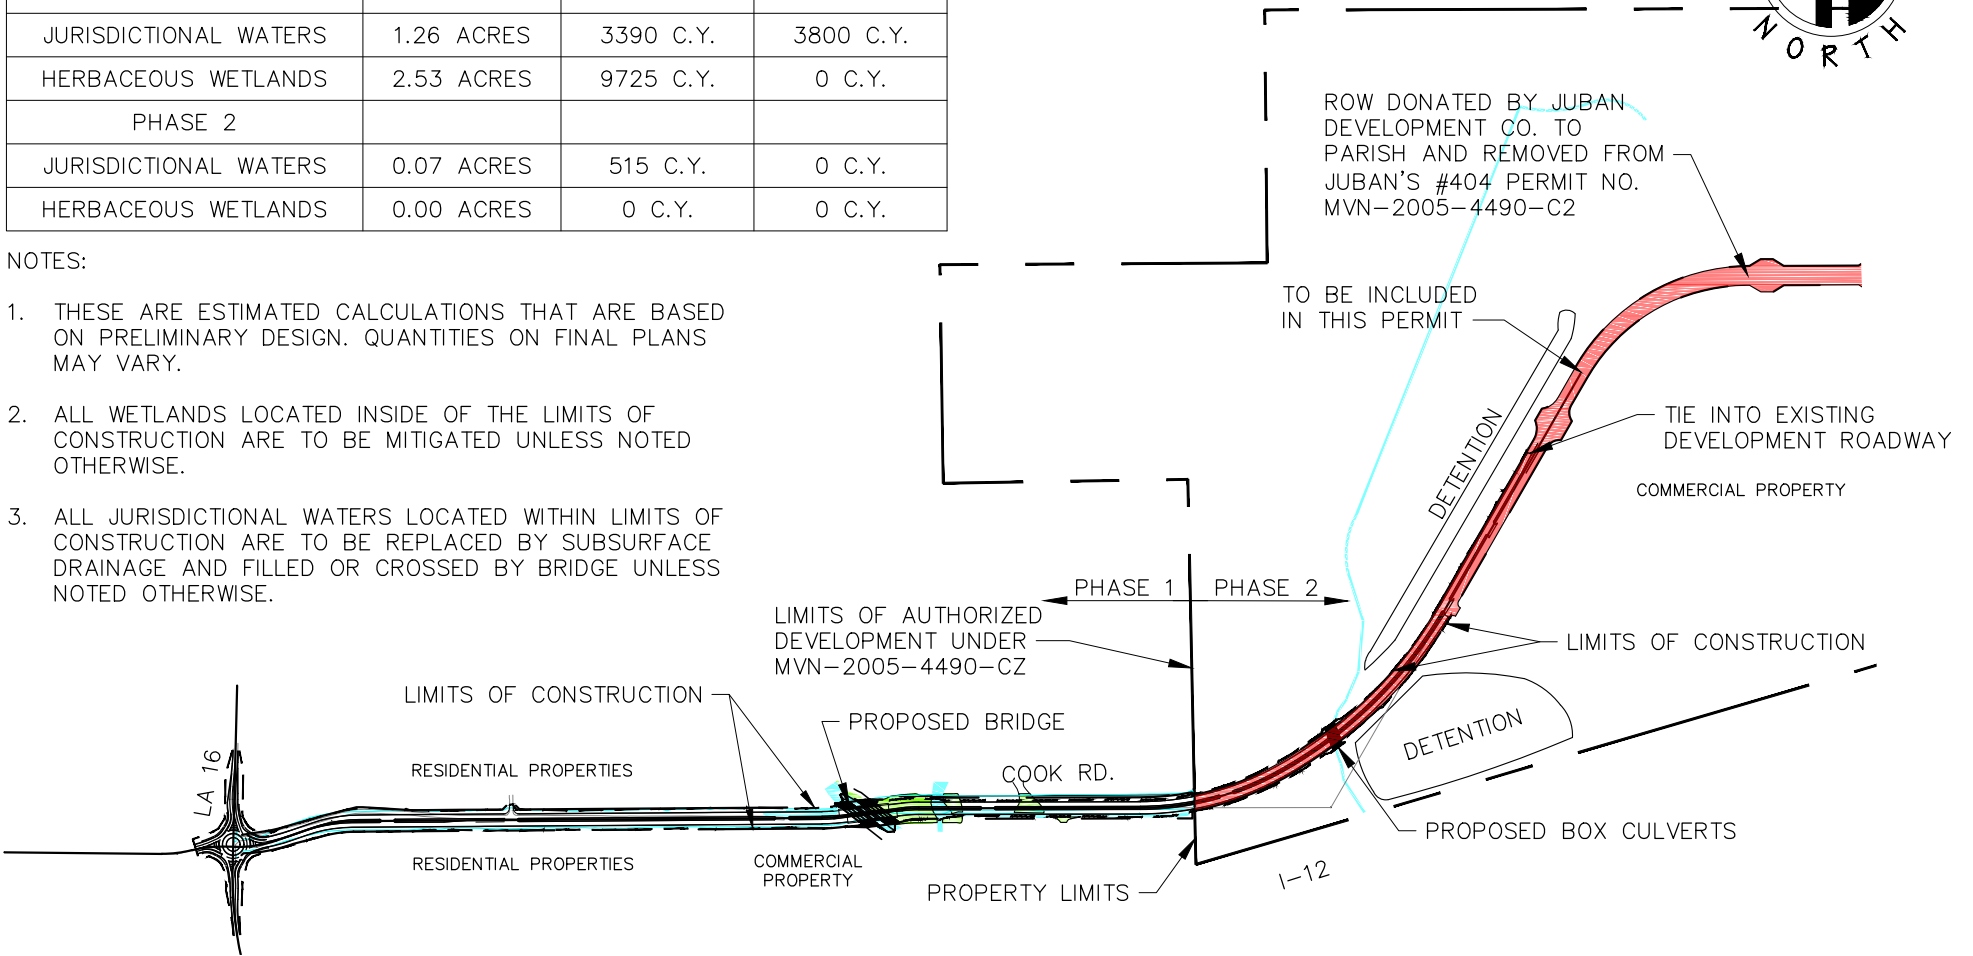 JURISDICTIONAL WATERS 1.26 ACRES 3390 C.Y. 3800 C.Y.
HERBACEOUS WETLANDS 2.53 ACRES 9725 C.Y. 0 C.Y.
PHASE 2
JURISDICTIONAL WATERS 0.07 ACRES 515 C.Y. 0 C.Y.
HERBACEOUS WETLANDS 0.00 ACRES 0 C.Y. 0 C.Y.
NOTES:
1. THESE ARE ESTIMATED CALCULATIONS THAT ARE BASED
ON PRELIMINARY DESIGN. QUANTITIES ON FINAL PLANS
MAY VARY.
2. ALL WETLANDS LOCATED INSIDE OF THE LIMITS OF
CONSTRUCTION ARE TO BE MITIGATED UNLESS NOTED
OTHERWISE.
3. ALL JURISDICTIONAL WATERS LOCATED WITHIN LIMITS OF
CONSTRUCTION ARE TO BE REPLACED BY SUBSURFACE
DRAINAGE AND FILLED OR CROSSED BY BRIDGE UNLESS
NOTED OTHERWISE.
NORTH
ROW DONATED BY JUBAN
DEVELOPMENT CO. TO
PARISH AND REMOVED FROM
JUBAN'S #404 PERMIT NO.
MVN-2005-4490-C2
TO BE INCLUDED
IN THIS PERMIT
TIE INTO EXISTING
DEVELOPMENT ROADWAY
COMMERCIAL PROPERTY
DETENTION
PHASE 1
PHASE 2
LIMITS OF AUTHORIZED
DEVELOPMENT UNDER
MVN-2005-4490-CZ
LIMITS OF CONSTRUCTION
LIMITS OF CONSTRUCTION
PROPOSED BRIDGE
DETENTION
LA 16
RESIDENTIAL PROPERTIES
COOK RD.
PROPOSED BOX CULVERTS
RESIDENTIAL PROPERTIES
COMMERCIAL
PROPERTY
PROPERTY LIMITS
I-12